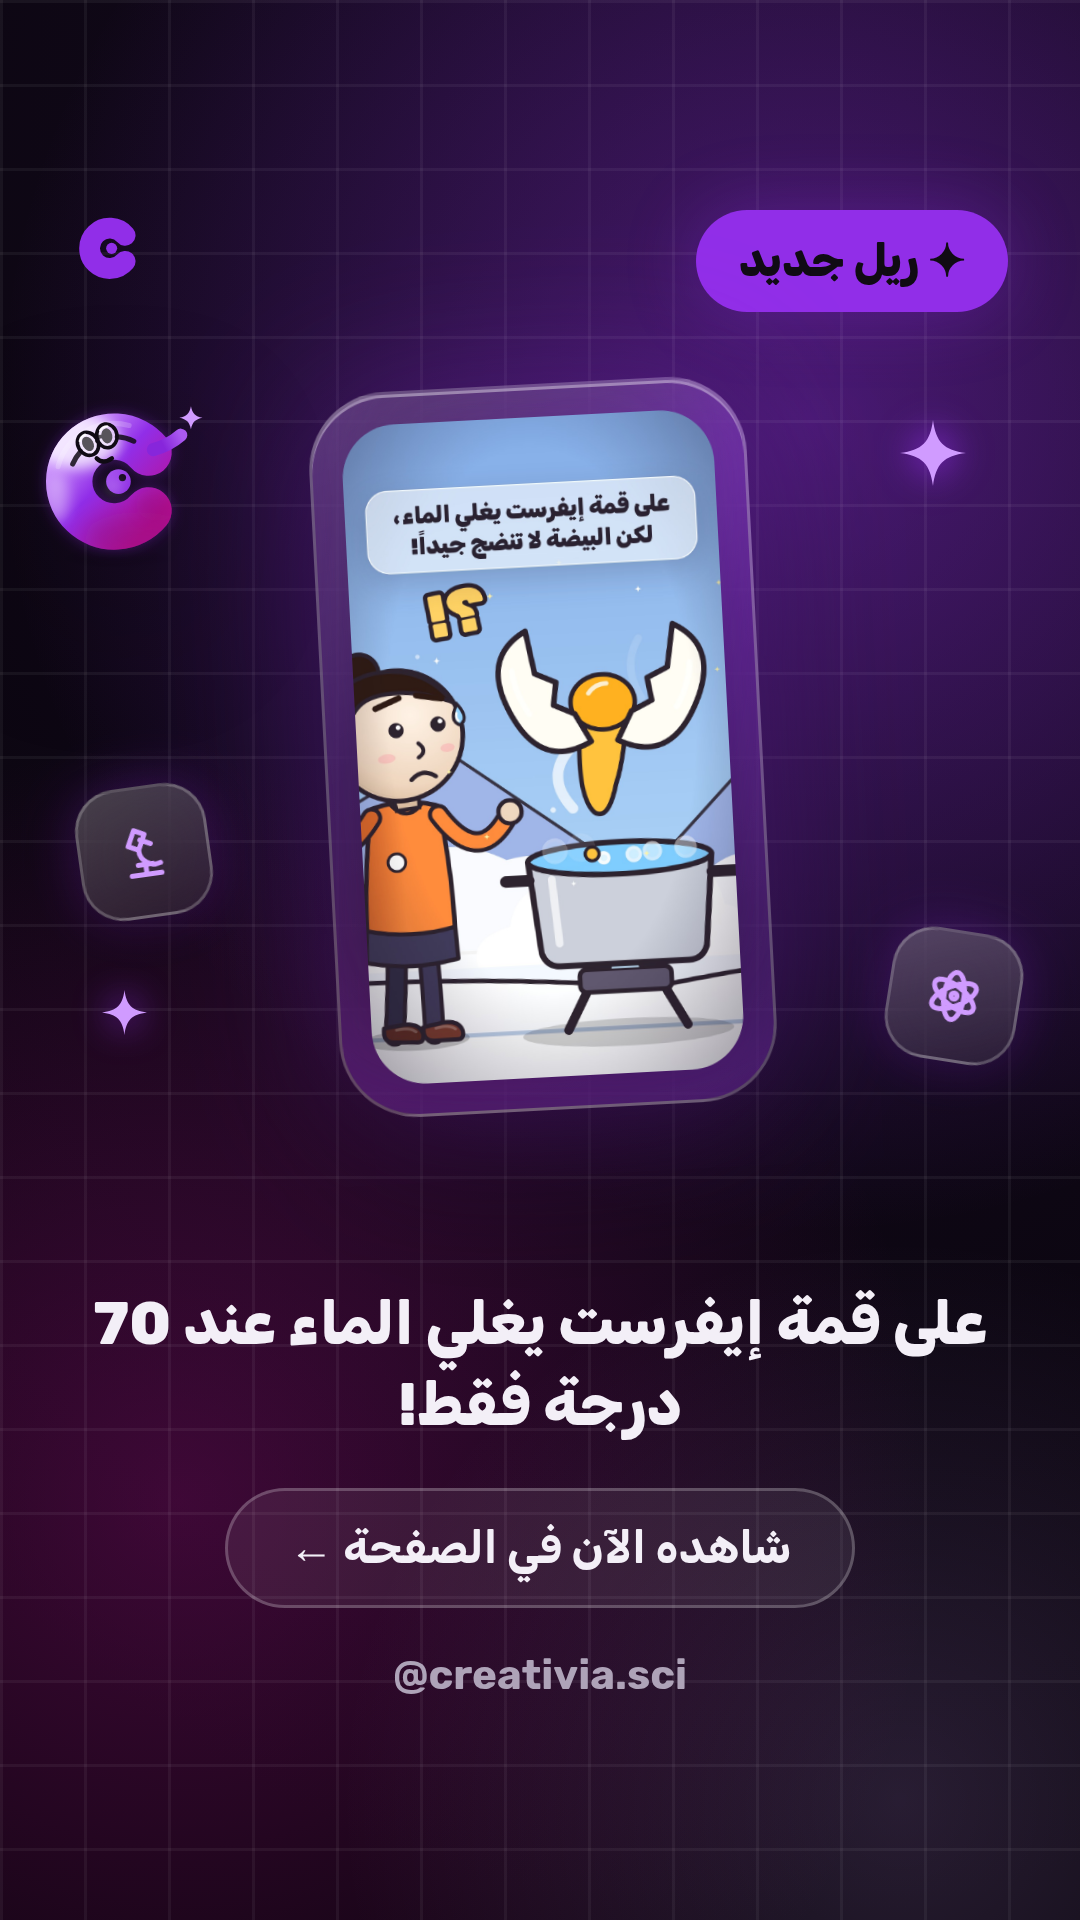 ✦ ريل جديد
على قمة إيفرست يغلي الماء،
لكن البيضة لا تنضج جيداً!
؟!
على قمة إيفرست يغلي الماء عند 70
درجة فقط!
شاهده الآن في الصفحة ←
@creativia.sci